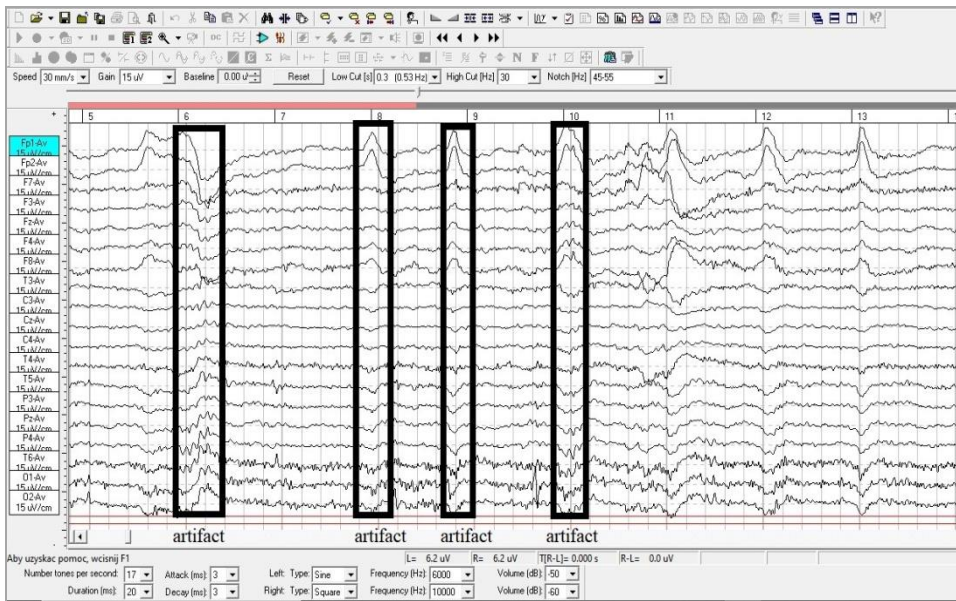 Speed 30 mm/s Gain 15 uV Baseline 0.00 uV Reset Low Cut [s] 0.3 (0.53 Hz) High Cut [Hz] 30 Notch [Hz] 45-55
5 6 7 8 9 10 11 12 13
Fp1-Av
15 uV/cm
Fp2-Av
15 uV/cm
F7-Av
15 uV/cm
F3-Av
15 uV/cm
Fz-Av
15 uV/cm
F4-Av
15 uV/cm
F8-Av
15 uV/cm
T3-Av
15 uV/cm
C3-Av
15 uV/cm
Cz-Av
15 uV/cm
C4-Av
15 uV/cm
T4-Av
15 uV/cm
T5-Av
15 uV/cm
P3-Av
15 uV/cm
Pz-Av
15 uV/cm
P4-Av
15 uV/cm
T6-Av
15 uV/cm
O1-Av
15 uV/cm
O2-Av
15 uV/cm
artifact artifact artifact artifact
Aby uzyskac pomoc, wcisnij F1 L= 6.2 uV R= 6.2 uV T[R-L]= 0.000 s R-L= 0.0 uV
Number tones per second: 17 Attack (ms): 3 Left: Type: Sine Frequency (Hz): 6000 Volume (dB): -50
Duration (ms): 20 Decay (ms): 3 Right: Type: Square Frequency (Hz): 10000 Volume (dB): -60